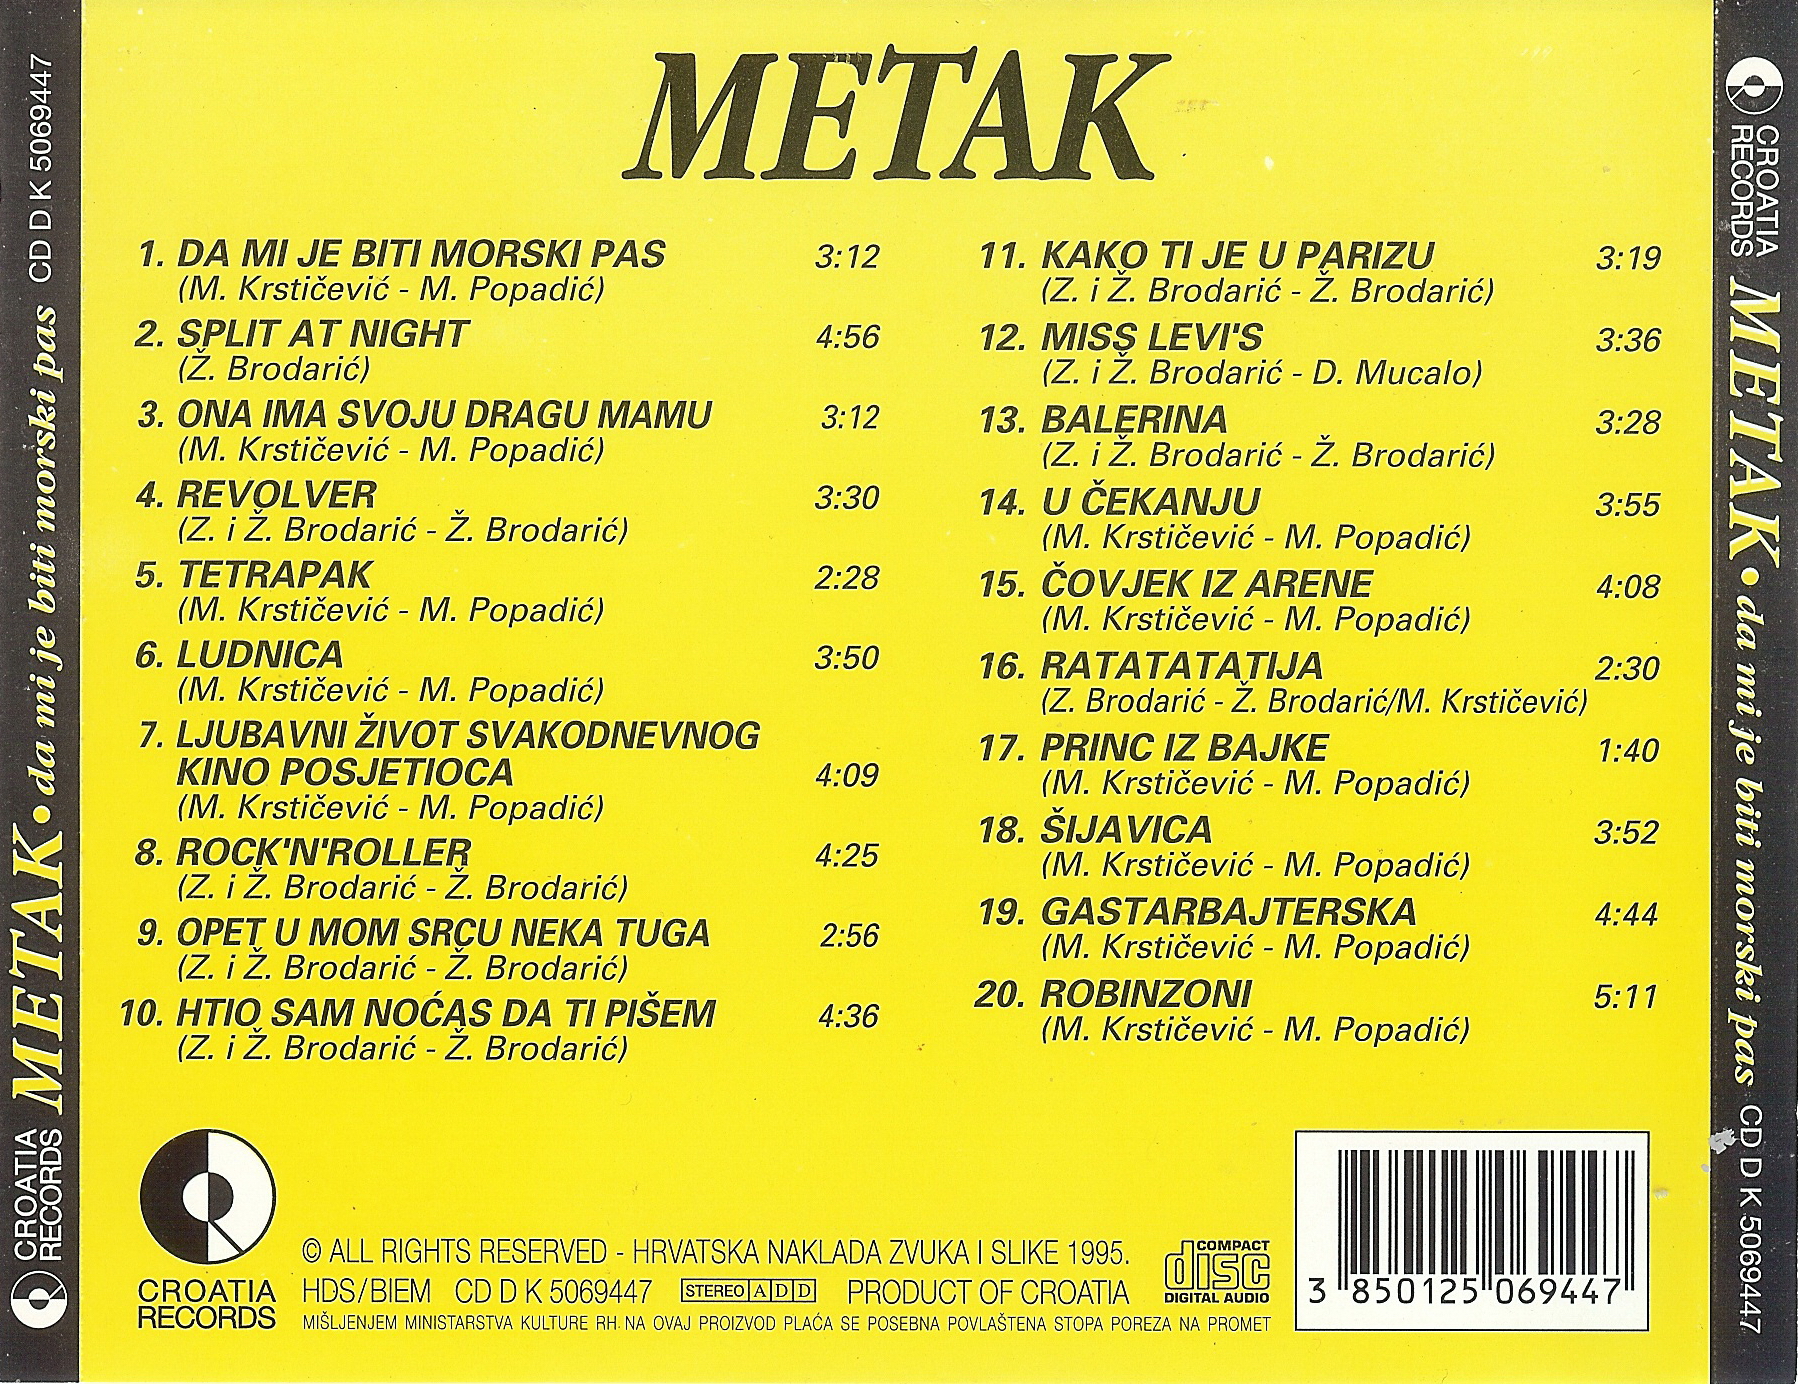 METAK
1. DA MI JE BITI MORSKI PAS 3:12
(M. Krstičević - M. Popadić)
2. SPLIT AT NIGHT 4:56
(Ž. Brodarić)
3. ONA IMA SVOJU DRAGU MAMU 3:12
(M. Krstičević - M. Popadić)
4. REVOLVER 3:30
(Z. i Ž. Brodarić - Ž. Brodarić)
5. TETRAPAK 2:28
(M. Krstičević - M. Popadić)
6. LUDNICA 3:50
(M. Krstičević - M. Popadić)
7. LJUBAVNI ŽIVOT SVAKODNEVNOG
KINO POSJETIOCA 4:09
(M. Krstičević - M. Popadić)
8. ROCK'N'ROLLER 4:25
(Z. i Ž. Brodarić - Ž. Brodarić)
9. OPET U MOM SRCU NEKA TUGA 2:56
(Z. i Ž. Brodarić - Ž. Brodarić)
10. HTIO SAM NOĆAS DA TI PIŠEM 4:36
(Z. i Ž. Brodarić - Ž. Brodarić)
11. KAKO TI JE U PARIZU 3:19
(Z. i Ž. Brodarić - Ž. Brodarić)
12. MISS LEVI'S 3:36
(Z. i Ž. Brodarić - D. Mucalo)
13. BALERINA 3:28
(Z. i Ž. Brodarić - Ž. Brodarić)
14. U ČEKANJU 3:55
(M. Krstičević - M. Popadić)
15. ČOVJEK IZ ARENE 4:08
(M. Krstičević - M. Popadić)
16. RATATATATIJA 2:30
(Z. Brodarić - Ž. Brodarić/M. Krstičević)
17. PRINC IZ BAJKE 1:40
(M. Krstičević - M. Popadić)
18. ŠIJAVICA 3:52
(M. Krstičević - M. Popadić)
19. GASTARBAJTERSKA 4:44
(M. Krstičević - M. Popadić)
20. ROBINZONI 5:11
(M. Krstičević - M. Popadić)
CROATIA
RECORDS
© ALL RIGHTS RESERVED - HRVATSKA NAKLADA ZVUKA I SLIKE 1995.
HDS/BIEM CD D K 5069447 STEREO A D D PRODUCT OF CROATIA
MIŠLJENJEM MINISTARSTVA KULTURE RH. NA OVAJ PROIZVOD PLAĆA SE POSEBNA POVLAŠTENA STOPA POREZA NA PROMET
COMPACT
disc
DIGITAL AUDIO
3 850125 069447
CROATIA
RECORDS
METAK • da mi je biti morski pas CD D K 5069447
CROATIA
RECORDS
METAK • da mi je biti morski pas CD D K 5069447